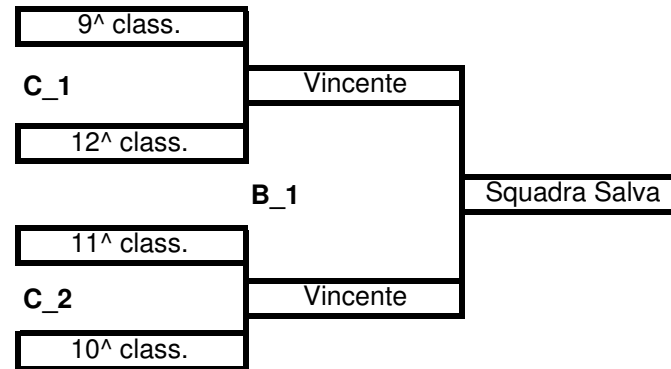 9^ class.
C_1
Vincente
12^ class.
B_1
Squadra Salva
11^ class.
C_2
Vincente
10^ class.